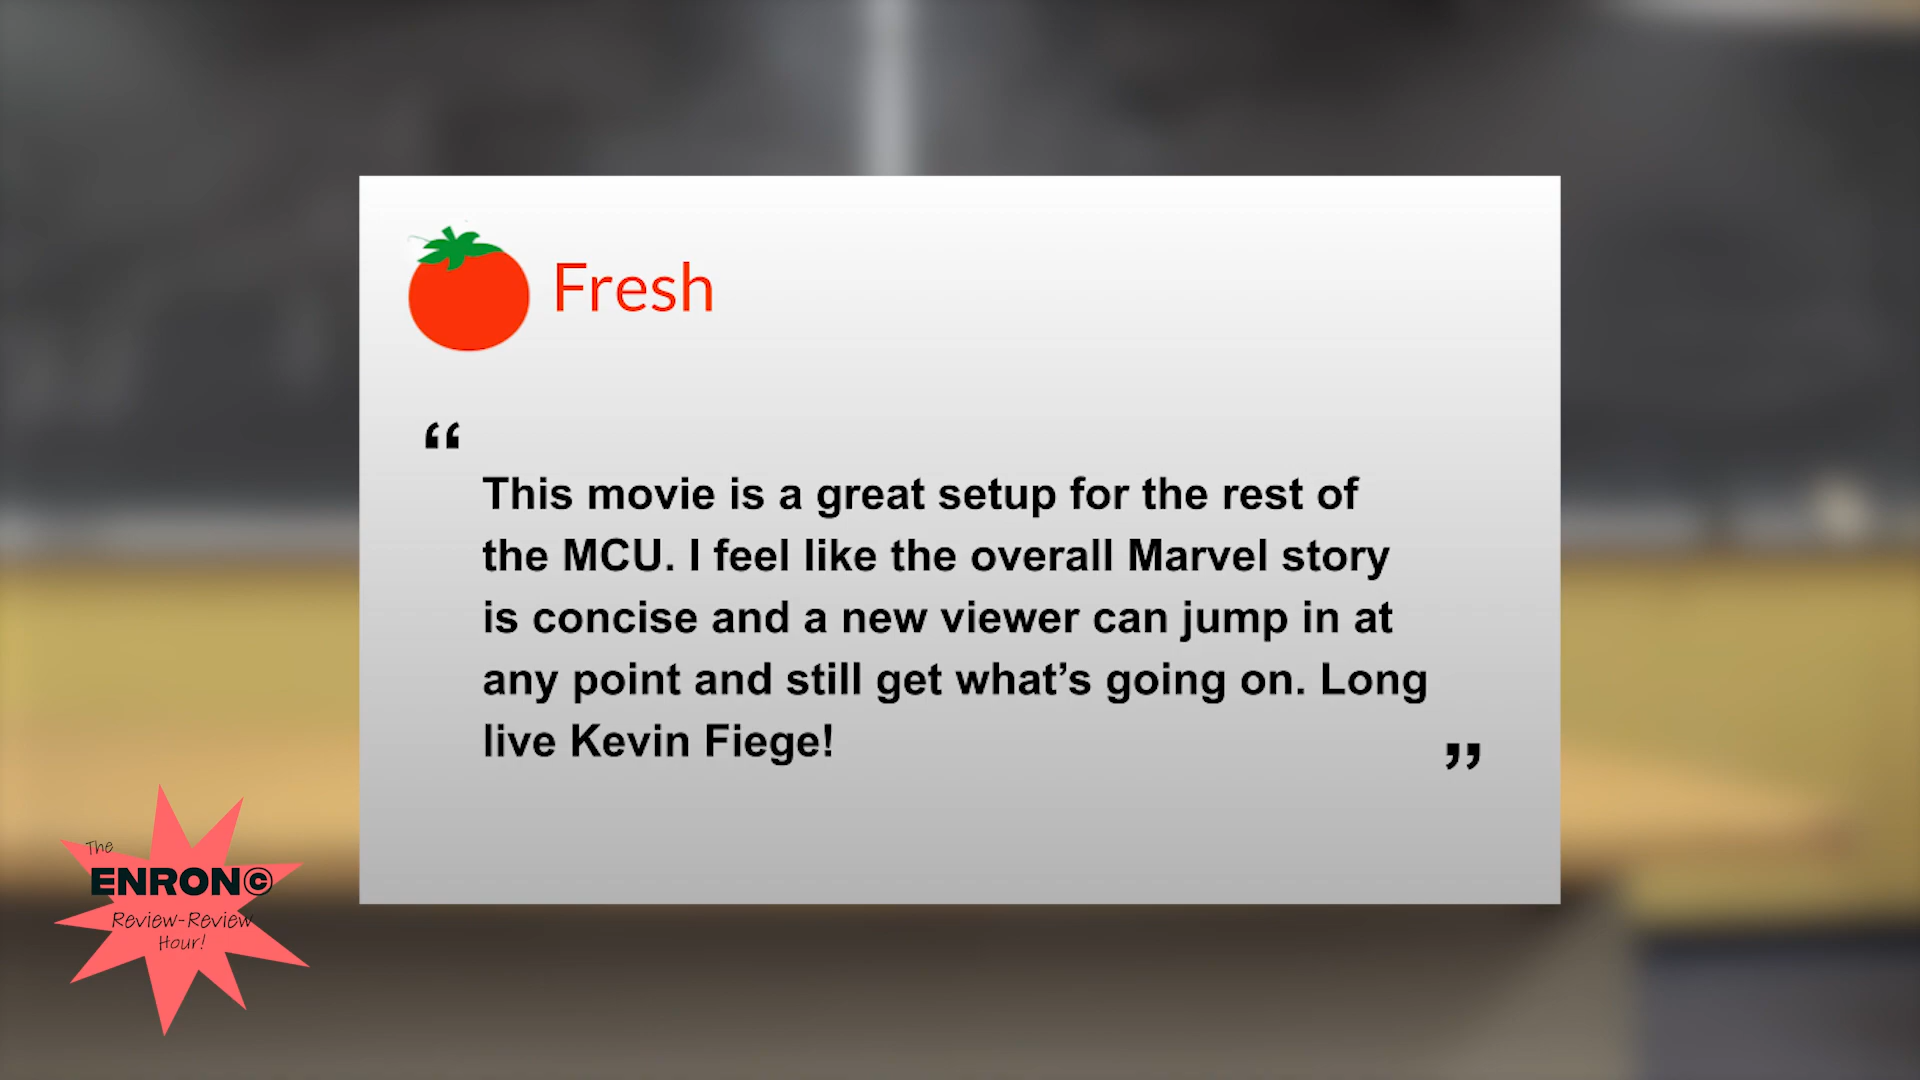 Fresh
“
This movie is a great setup for the rest of
the MCU. I feel like the overall Marvel story
is concise and a new viewer can jump in at
any point and still get what’s going on. Long
live Kevin Fiege!
”
The
ENRON©
Review-Review
Hour!